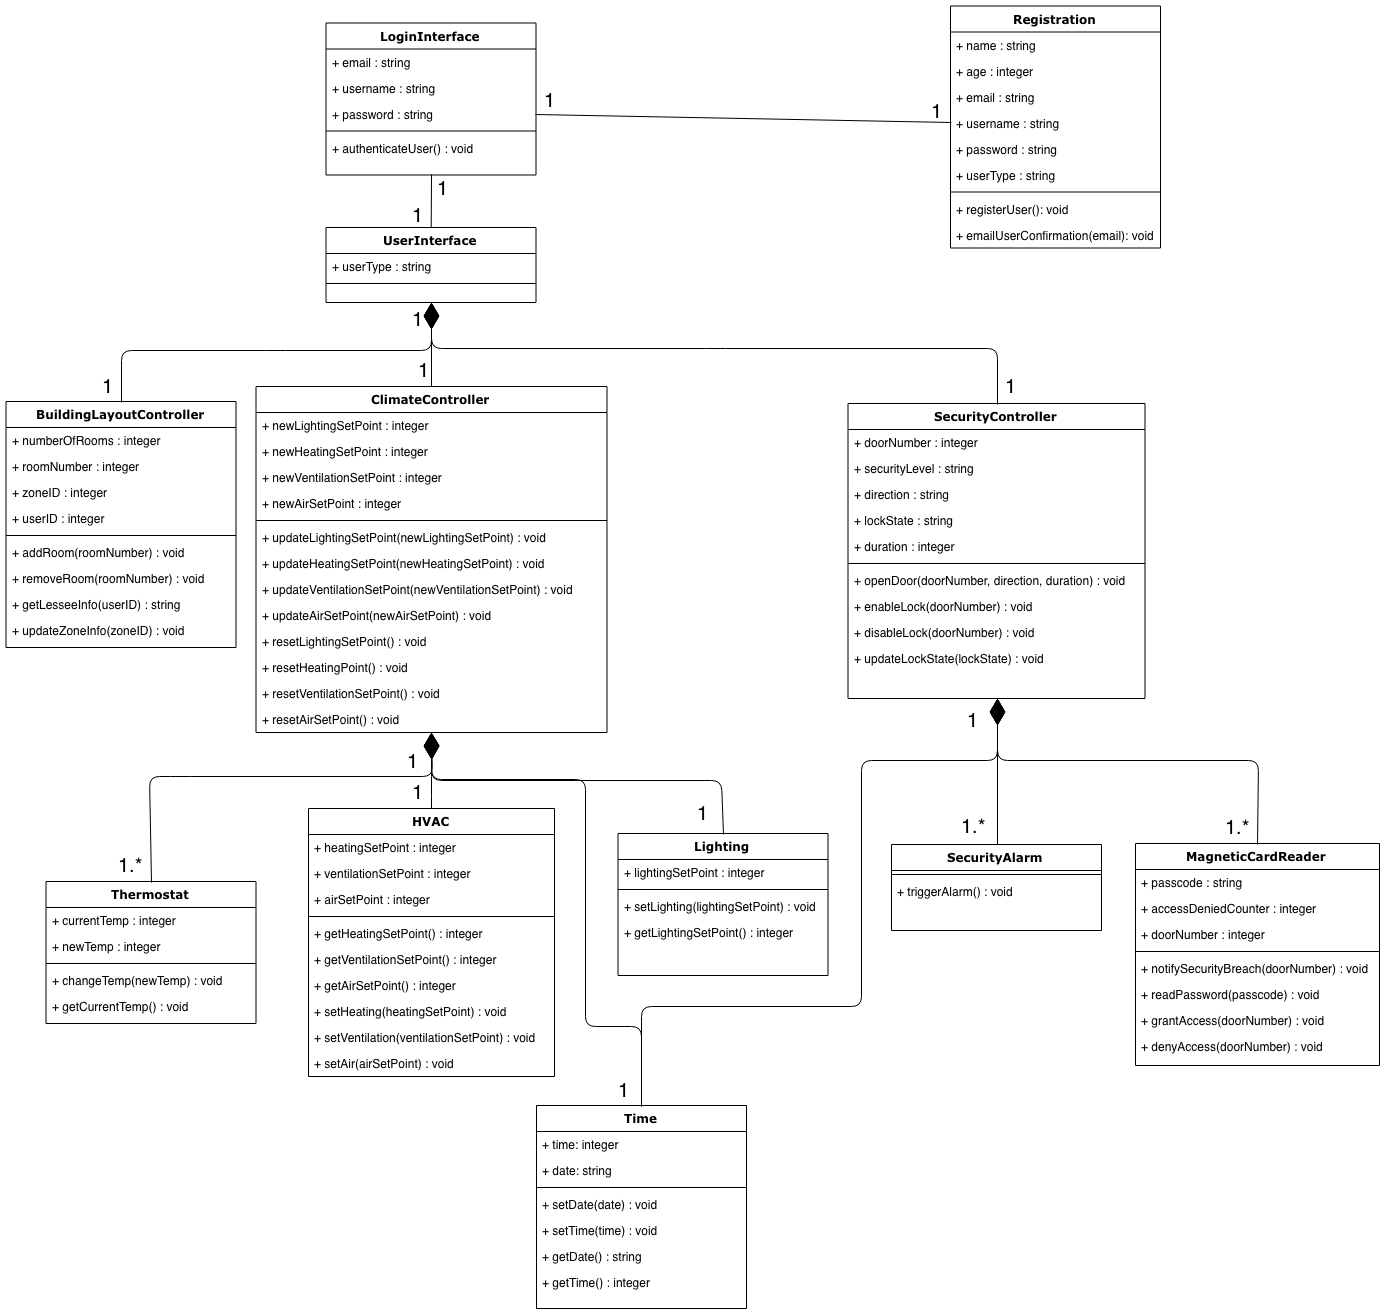 LoginInterface
+ email : string
+ username : string
+ password : string
+ authenticateUser() : void
1
1
Registration
+ name : string
+ age : integer
+ email : string
+ username : string
+ password : string
+ userType : string
+ registerUser(): void
+ emailUserConfirmation(email): void
1
1
UserInterface
+ userType : string
1
1
1
1
BuildingLayoutController
+ numberOfRooms : integer
+ roomNumber : integer
+ zoneID : integer
+ userID : integer
+ addRoom(roomNumber) : void
+ removeRoom(roomNumber) : void
+ getLesseeInfo(userID) : string
+ updateZoneInfo(zoneID) : void
ClimateController
+ newLightingSetPoint : integer
+ newHeatingSetPoint : integer
+ newVentilationSetPoint : integer
+ newAirSetPoint : integer
+ updateLightingSetPoint(newLightingSetPoint) : void
+ updateHeatingSetPoint(newHeatingSetPoint) : void
+ updateVentilationSetPoint(newVentilationSetPoint) : void
+ updateAirSetPoint(newAirSetPoint) : void
+ resetLightingSetPoint() : void
+ resetHeatingPoint() : void
+ resetVentilationSetPoint() : void
+ resetAirSetPoint() : void
SecurityController
+ doorNumber : integer
+ securityLevel : string
+ direction : string
+ lockState : string
+ duration : integer
+ openDoor(doorNumber, direction, duration) : void
+ enableLock(doorNumber) : void
+ disableLock(doorNumber) : void
+ updateLockState(lockState) : void
1
1
1
1
1.*
1.*
1.*
Thermostat
+ currentTemp : integer
+ newTemp : integer
+ changeTemp(newTemp) : void
+ getCurrentTemp() : void
HVAC
+ heatingSetPoint : integer
+ ventilationSetPoint : integer
+ airSetPoint : integer
+ getHeatingSetPoint() : integer
+ getVentilationSetPoint() : integer
+ getAirSetPoint() : integer
+ setHeating(heatingSetPoint) : void
+ setVentilation(ventilationSetPoint) : void
+ setAir(airSetPoint) : void
Lighting
+ lightingSetPoint : integer
+ setLighting(lightingSetPoint) : void
+ getLightingSetPoint() : integer
SecurityAlarm
+ triggerAlarm() : void
MagneticCardReader
+ passcode : string
+ accessDeniedCounter : integer
+ doorNumber : integer
+ notifySecurityBreach(doorNumber) : void
+ readPassword(passcode) : void
+ grantAccess(doorNumber) : void
+ denyAccess(doorNumber) : void
1
Time
+ time: integer
+ date: string
+ setDate(date) : void
+ setTime(time) : void
+ getDate() : string
+ getTime() : integer